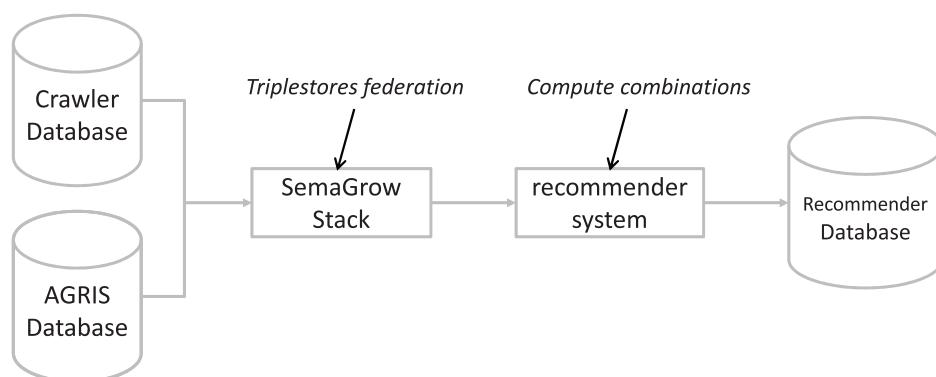 Crawler
Database
Triplestores federation
Compute combinations
SemaGrow
Stack
recommender
system
Recommender
Database
AGRIS
Database